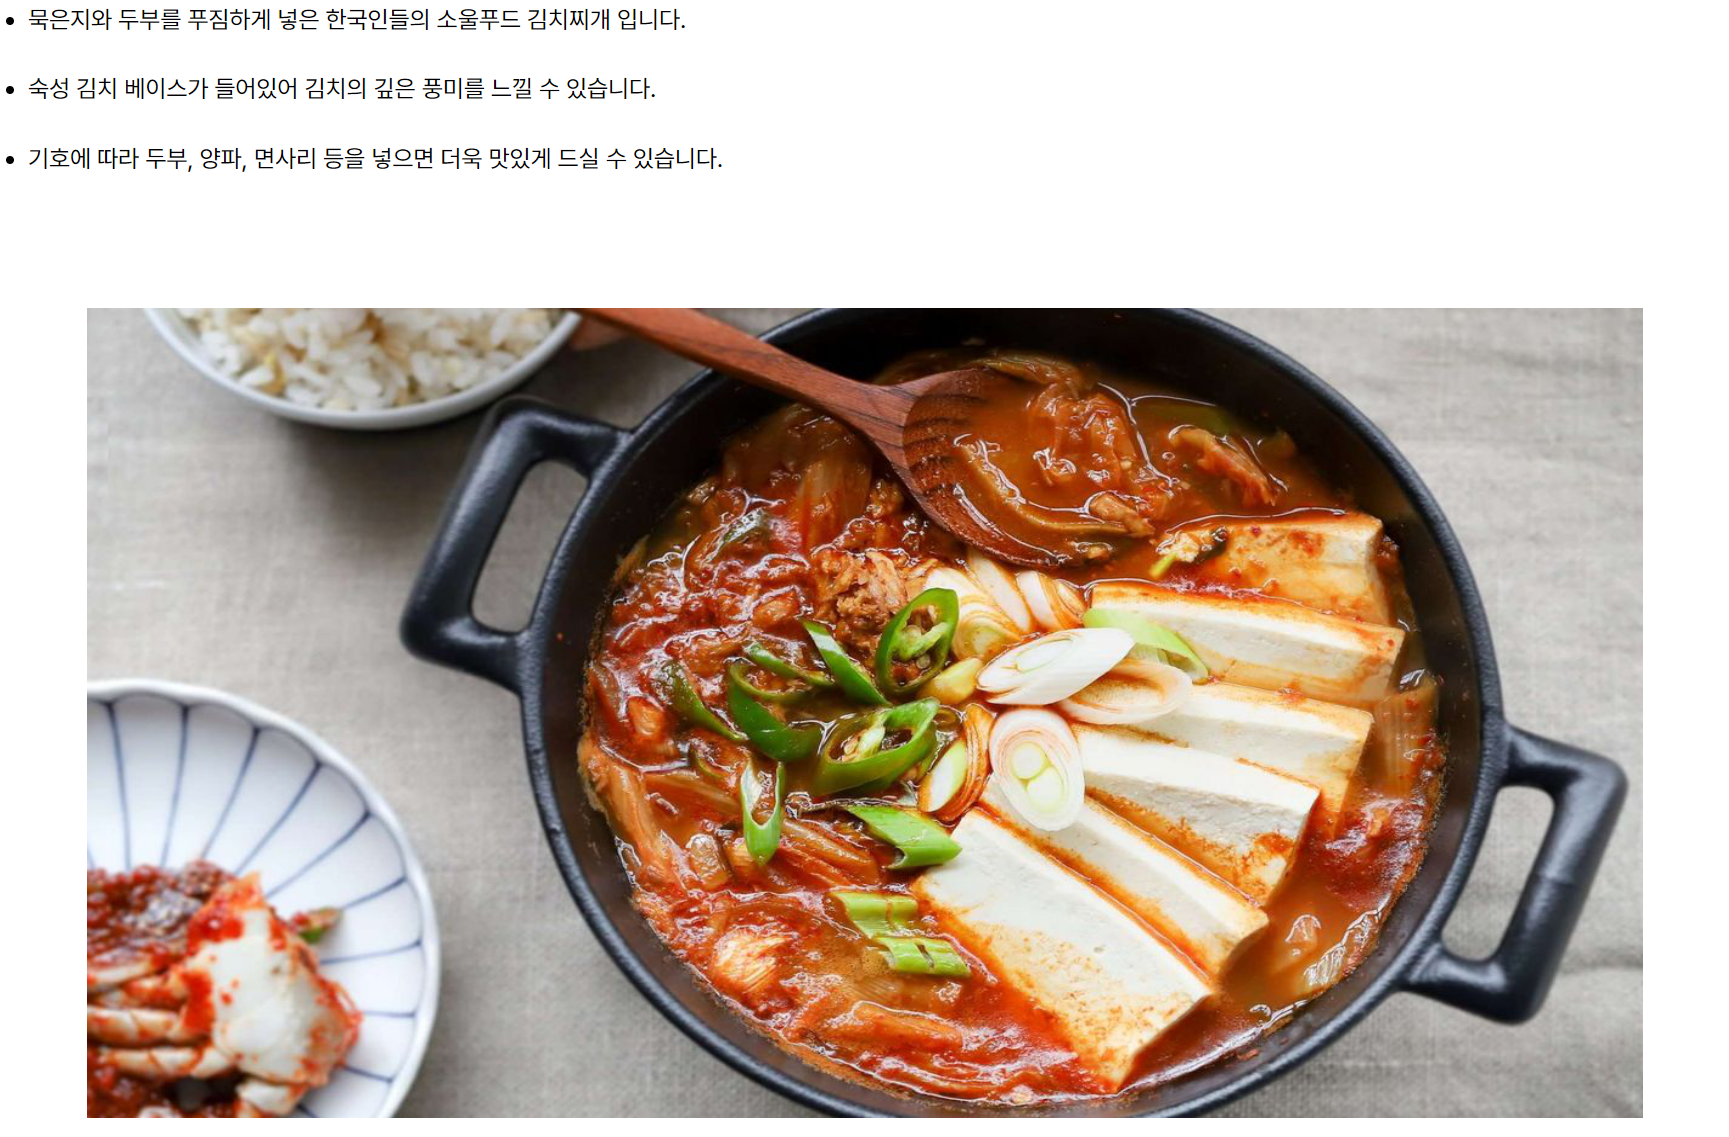 묵은지와 두부를 푸짐하게 넣은 한국인들의 소울푸드 김치찌개 입니다.
숙성 김치 베이스가 들어있어 김치의 깊은 풍미를 느낄 수 있습니다.
기호에 따라 두부, 양파, 면사리 등을 넣으면 더욱 맛있게 드실 수 있습니다.